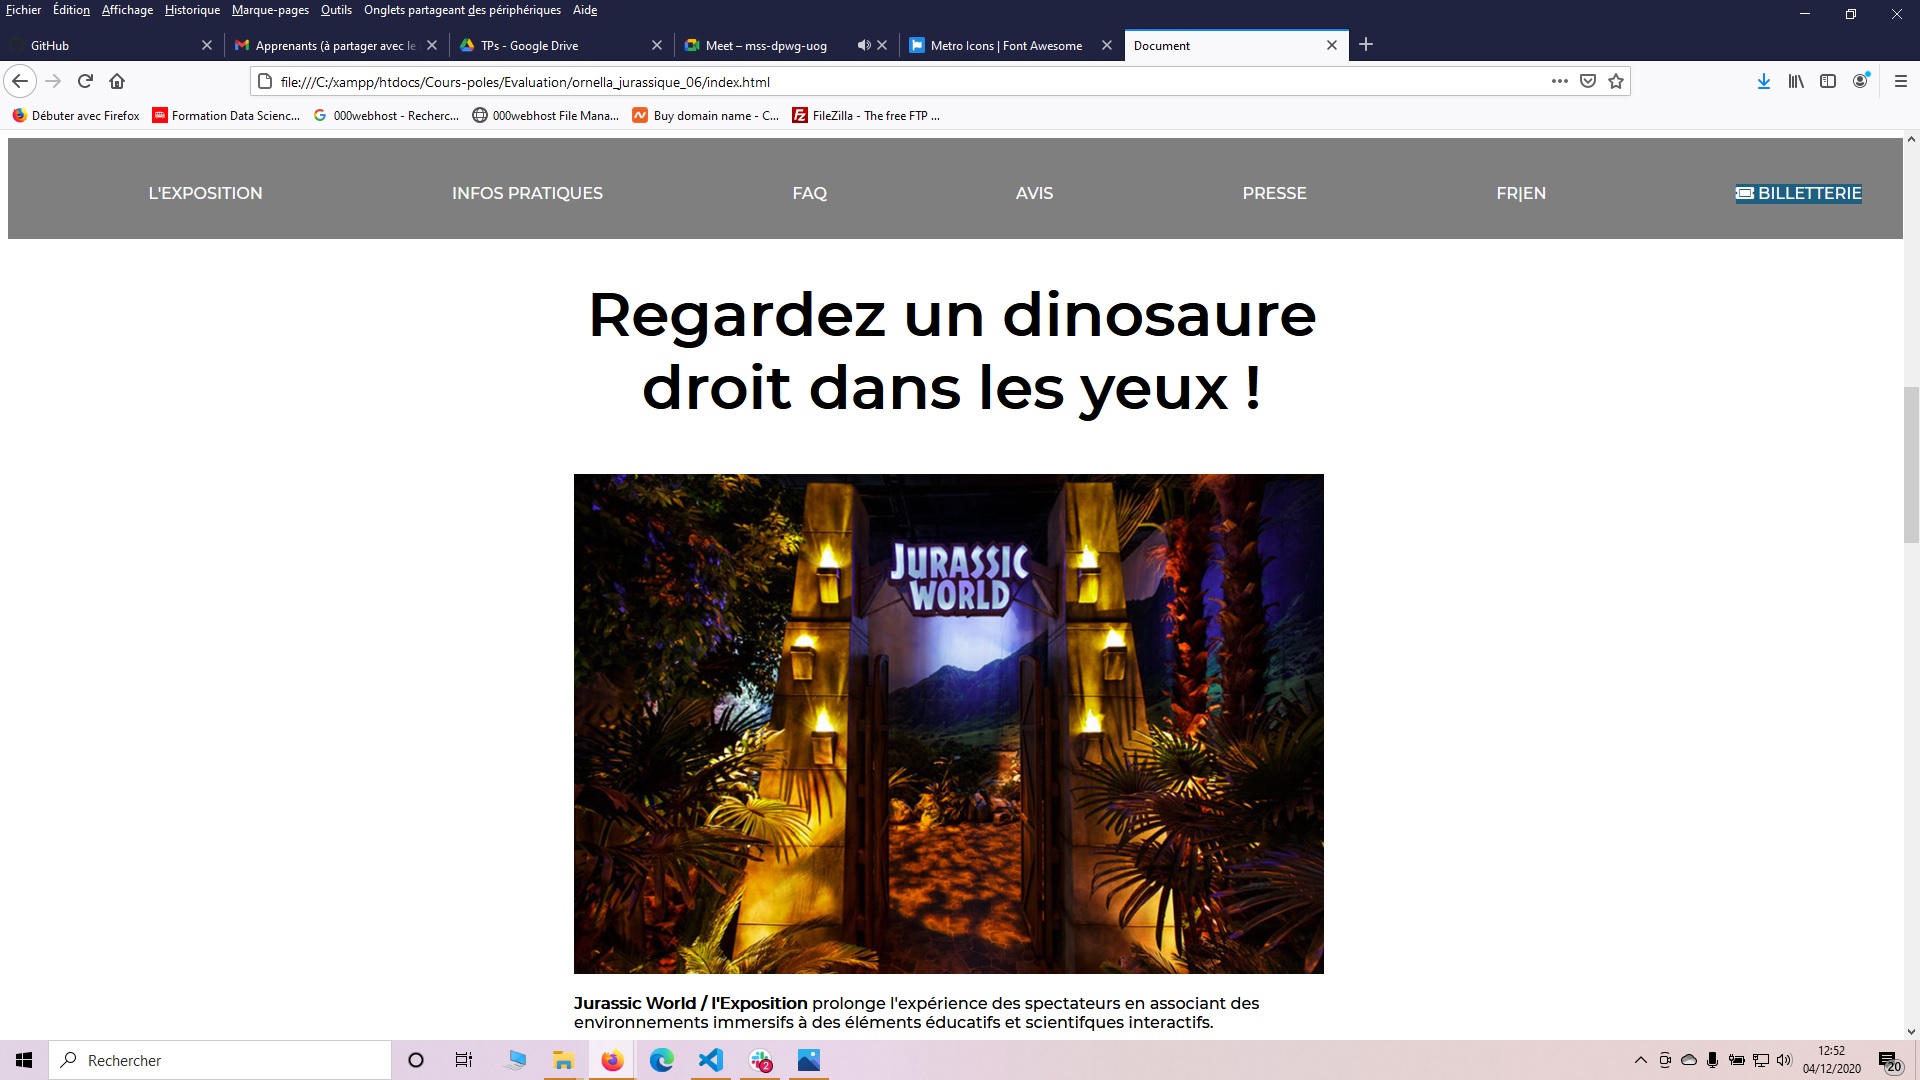 Fichier Édition Affichage Historique Marque-pages Outils Onglets partageant des périphériques Aide
GitHub Apprenants (à partager avec le TPs - Google Drive Meet – mss-dpwg-uog Metro Icons | Font Awesome Document
file:///C:/xampp/htdocs/Cours-poles/Evaluation/ornella_jurassique_06/index.html
Débuter avec Firefox Formation Data Scienc... 000webhost - Recherc... 000webhost File Mana... Buy domain name - C... FileZilla - The free FTP ...
L'EXPOSITION INFOS PRATIQUES FAQ AVIS PRESSE FR|EN BILLETTERIE
Regardez un dinosaure
droit dans les yeux !
JURASSIC
WORLD
Jurassic World / l'Exposition prolonge l'expérience des spectateurs en associant des
environnements immersifs à des éléments éducatifs et scientifques interactifs.
Rechercher
2
12:52
04/12/2020
20